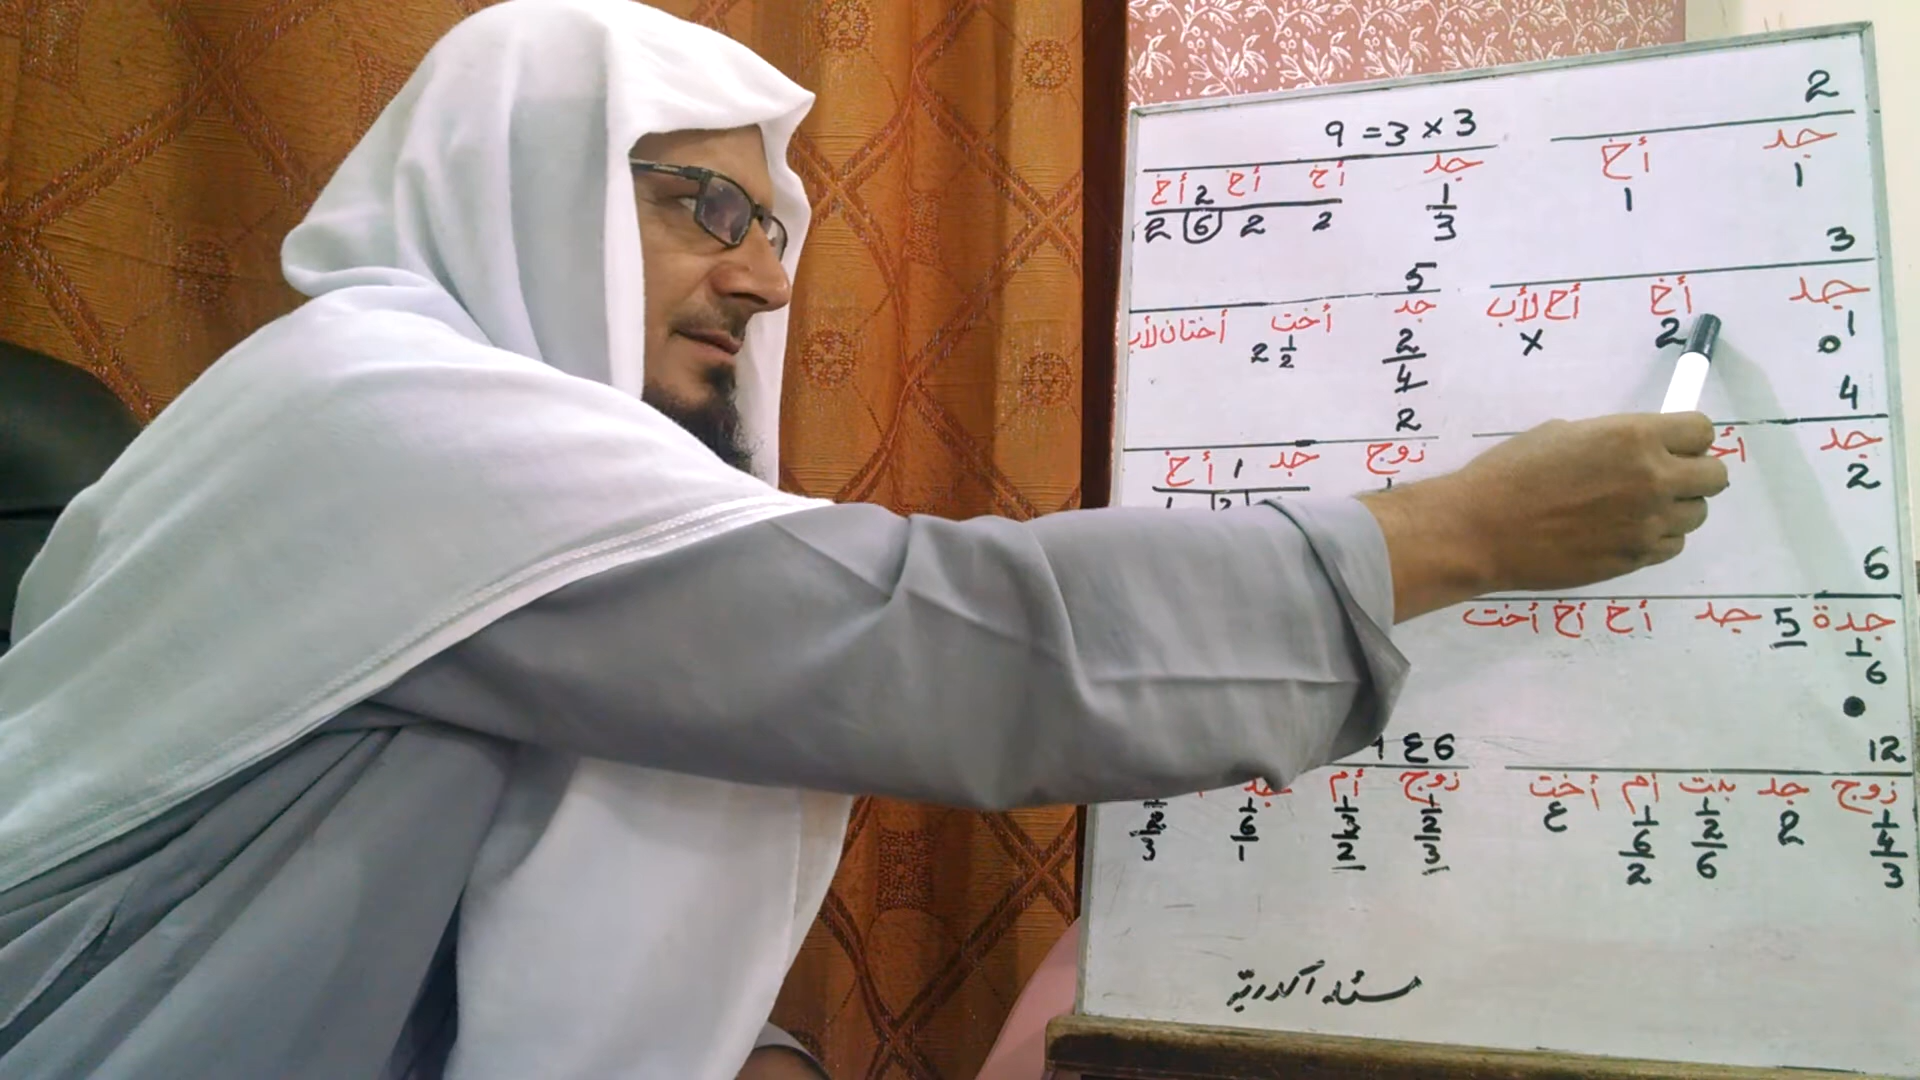 2
جد أخ
1 1
3
جد أخ أخ لأب
1 2 x
4
جد
2
6
جدة 5 جد أخ أخ أخت
1
6
12
زوج جد بنت أم أخت
1/4 2 1/2 1/6 ع
3 6 2
9 = 3 x 3
جد أخ أخ 2 أخ
1 2 2 6 2
3
5
جد أخت أختان لأب
2 1/2 2
4
2
زوج جد 1 أخ
6 ع
زوج أم
1/2 1/3 1/6
3 2 1
مسئله اکدریّة